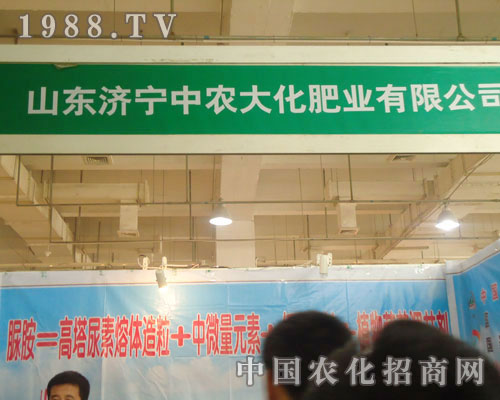 1988.TV
山东济宁中农大化肥业有限公司
脲胺=高塔尿素熔体造粒+中微量元素+
中国农化招商网